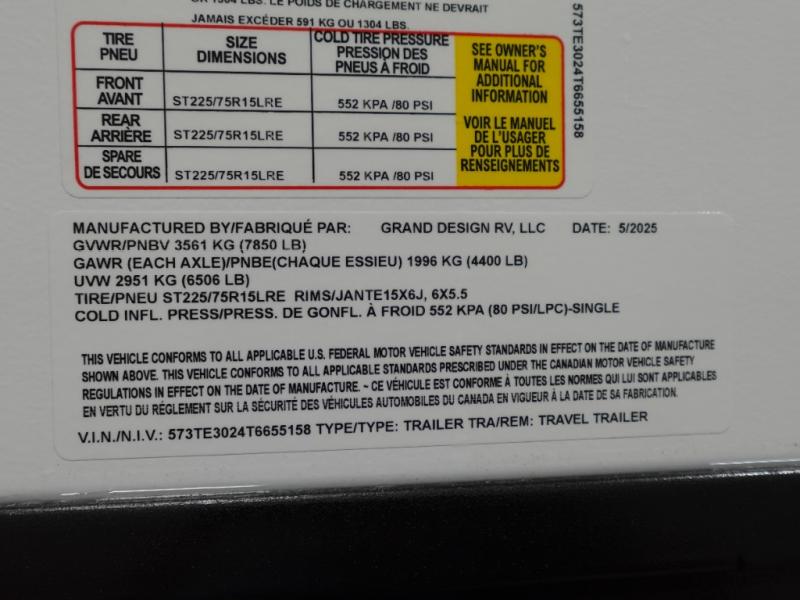 OR 1304 LBS. LE POIDS DE CHARGEMENT NE DEVRAIT
JAMAIS EXCÉDER 591 KG OU 1304 LBS.
TIRE PNEU SIZE DIMENSIONS COLD TIRE PRESSURE PRESSION DES PNEUS À FROID
FRONT AVANT ST225/75R15LRE 552 KPA /80 PSI
REAR ARRIÈRE ST225/75R15LRE 552 KPA /80 PSI
SPARE DE SECOURS ST225/75R15LRE 552 KPA /80 PSI
SEE OWNER'S
MANUAL FOR
ADDITIONAL
INFORMATION
VOIR LE MANUEL
DE L'USAGER
POUR PLUS DE
RENSEIGNEMENTS
573TE3024T6655158
MANUFACTURED BY/FABRIQUÉ PAR: GRAND DESIGN RV, LLC DATE: 5/2025
GVWR/PNBV 3561 KG (7850 LB)
GAWR (EACH AXLE)/PNBE(CHAQUE ESSIEU) 1996 KG (4400 LB)
UVW 2951 KG (6506 LB)
TIRE/PNEU ST225/75R15LRE RIMS/JANTE15X6J, 6X5.5
COLD INFL. PRESS/PRESS. DE GONFL. À FROID 552 KPA (80 PSI/LPC)-SINGLE
THIS VEHICLE CONFORMS TO ALL APPLICABLE U.S. FEDERAL MOTOR VEHICLE SAFETY STANDARDS IN EFFECT ON THE DATE OF MANUFACTURE
SHOWN ABOVE. THIS VEHICLE CONFORMS TO ALL APPLICABLE STANDARDS PRESCRIBED UNDER THE CANADIAN MOTOR VEHICLE SAFETY
REGULATIONS IN EFFECT ON THE DATE OF MANUFACTURE. ~ CE VÉHICULE EST CONFORME À TOUTES LES NORMES QUI LUI SONT APPLICABLES
EN VERTU DU RÉGLEMENT SUR LA SÉCURITÉ DES VÉHICULES AUTOMOBILES DU CANADA EN VIGUEUR À LA DATE DE SA FABRICATION.
V.I.N./N.I.V.: 573TE3024T6655158 TYPE/TYPE: TRAILER TRA/REM: TRAVEL TRAILER